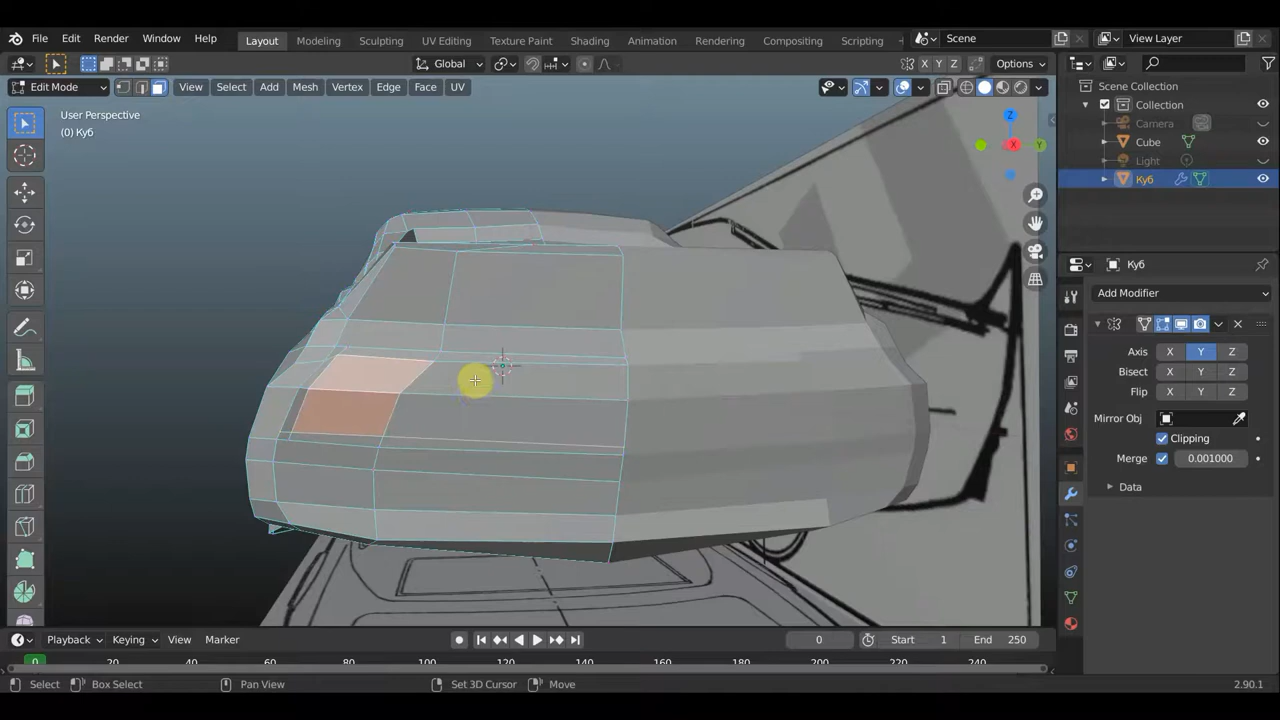 File Edit Render Window Help
Layout Modeling Sculpting UV Editing Texture Paint Shading Animation Rendering Compositing Scripting
Scene
View Layer
Global
X Y Z
Options
Edit Mode View Select Add Mesh Vertex Edge Face UV
User Perspective
(0) Куб
Z
X
Y
Scene Collection
Collection
Camera
Cube
Light
Куб
Куб
Add Modifier
Axis X Y Z
Bisect X Y Z
Flip X Y Z
Mirror Obj
Clipping
Merge 0.001000
Data
Playback Keying View Marker
0 Start 1 End 250
0 20 40 60 80 100 120 140 160 180 200 220 240
Select Box Select Pan View Set 3D Cursor Move 2.90.1